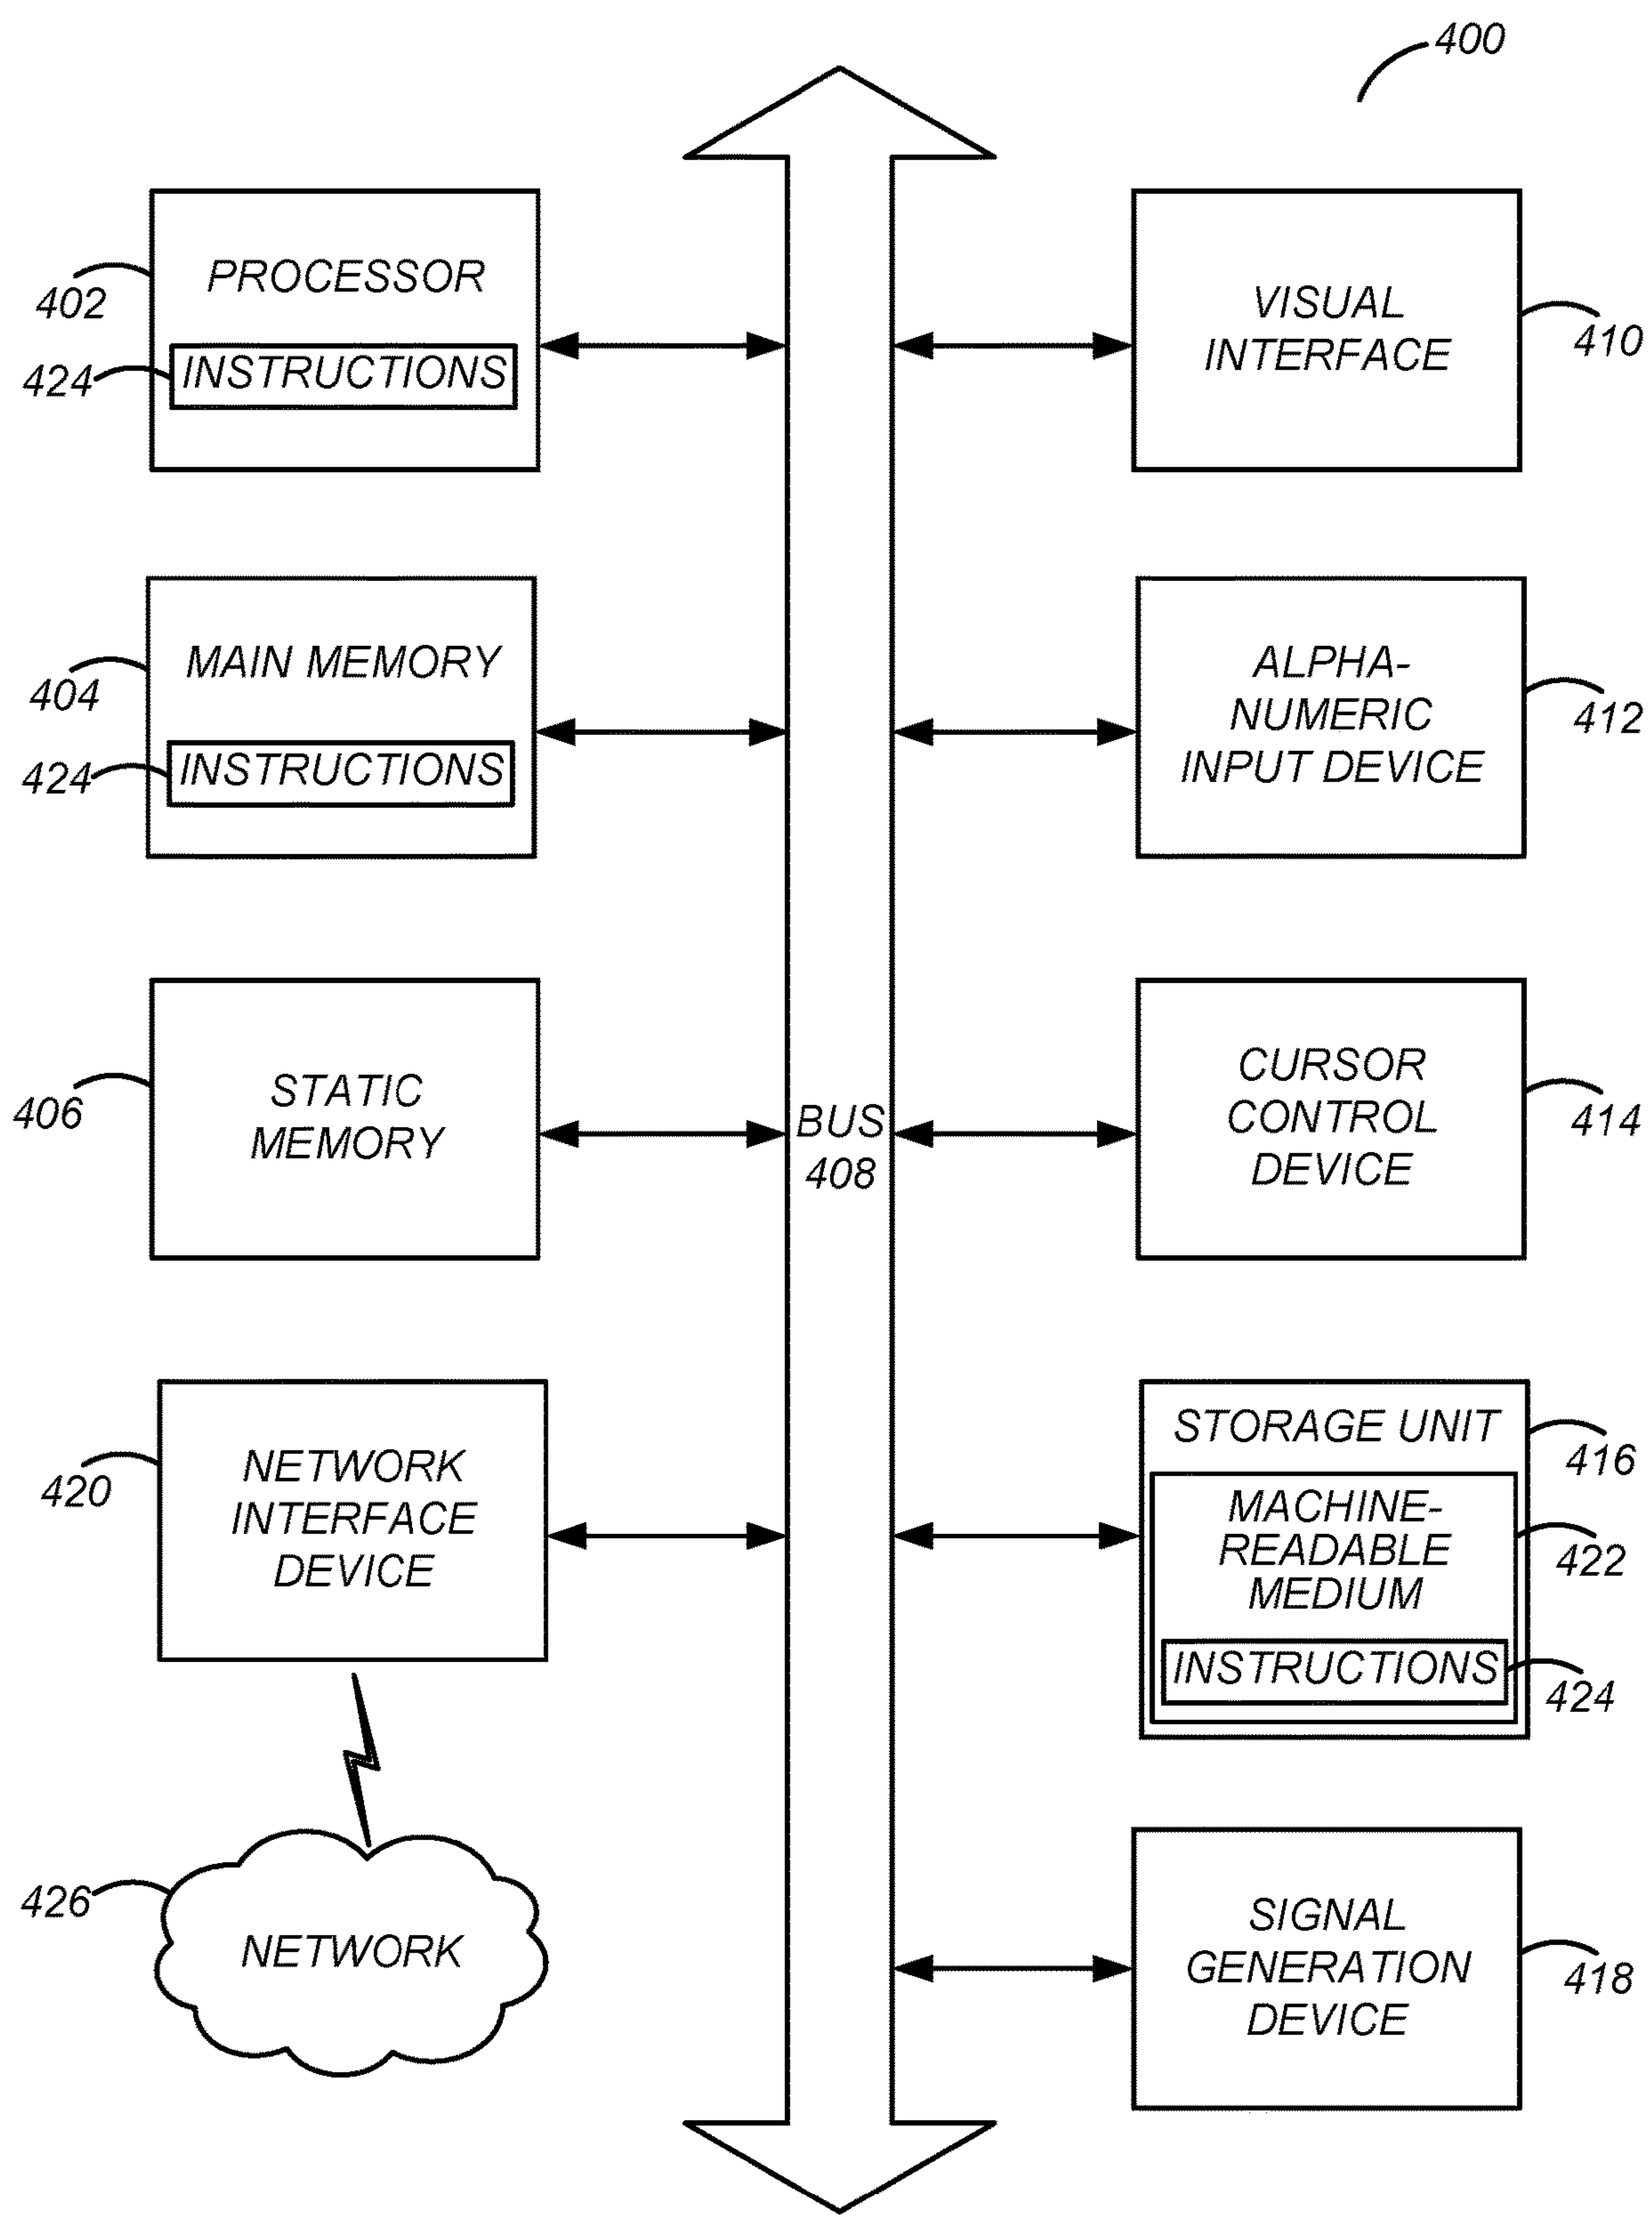 400
PROCESSOR
402
INSTRUCTIONS
424
VISUAL
INTERFACE
410
MAIN MEMORY
404
INSTRUCTIONS
424
ALPHA-
NUMERIC
INPUT DEVICE
412
STATIC
MEMORY
406
BUS
408
CURSOR
CONTROL
DEVICE
414
NETWORK
INTERFACE
DEVICE
420
STORAGE UNIT
416
MACHINE-
READABLE
MEDIUM
422
INSTRUCTIONS
424
426
NETWORK
SIGNAL
GENERATION
DEVICE
418